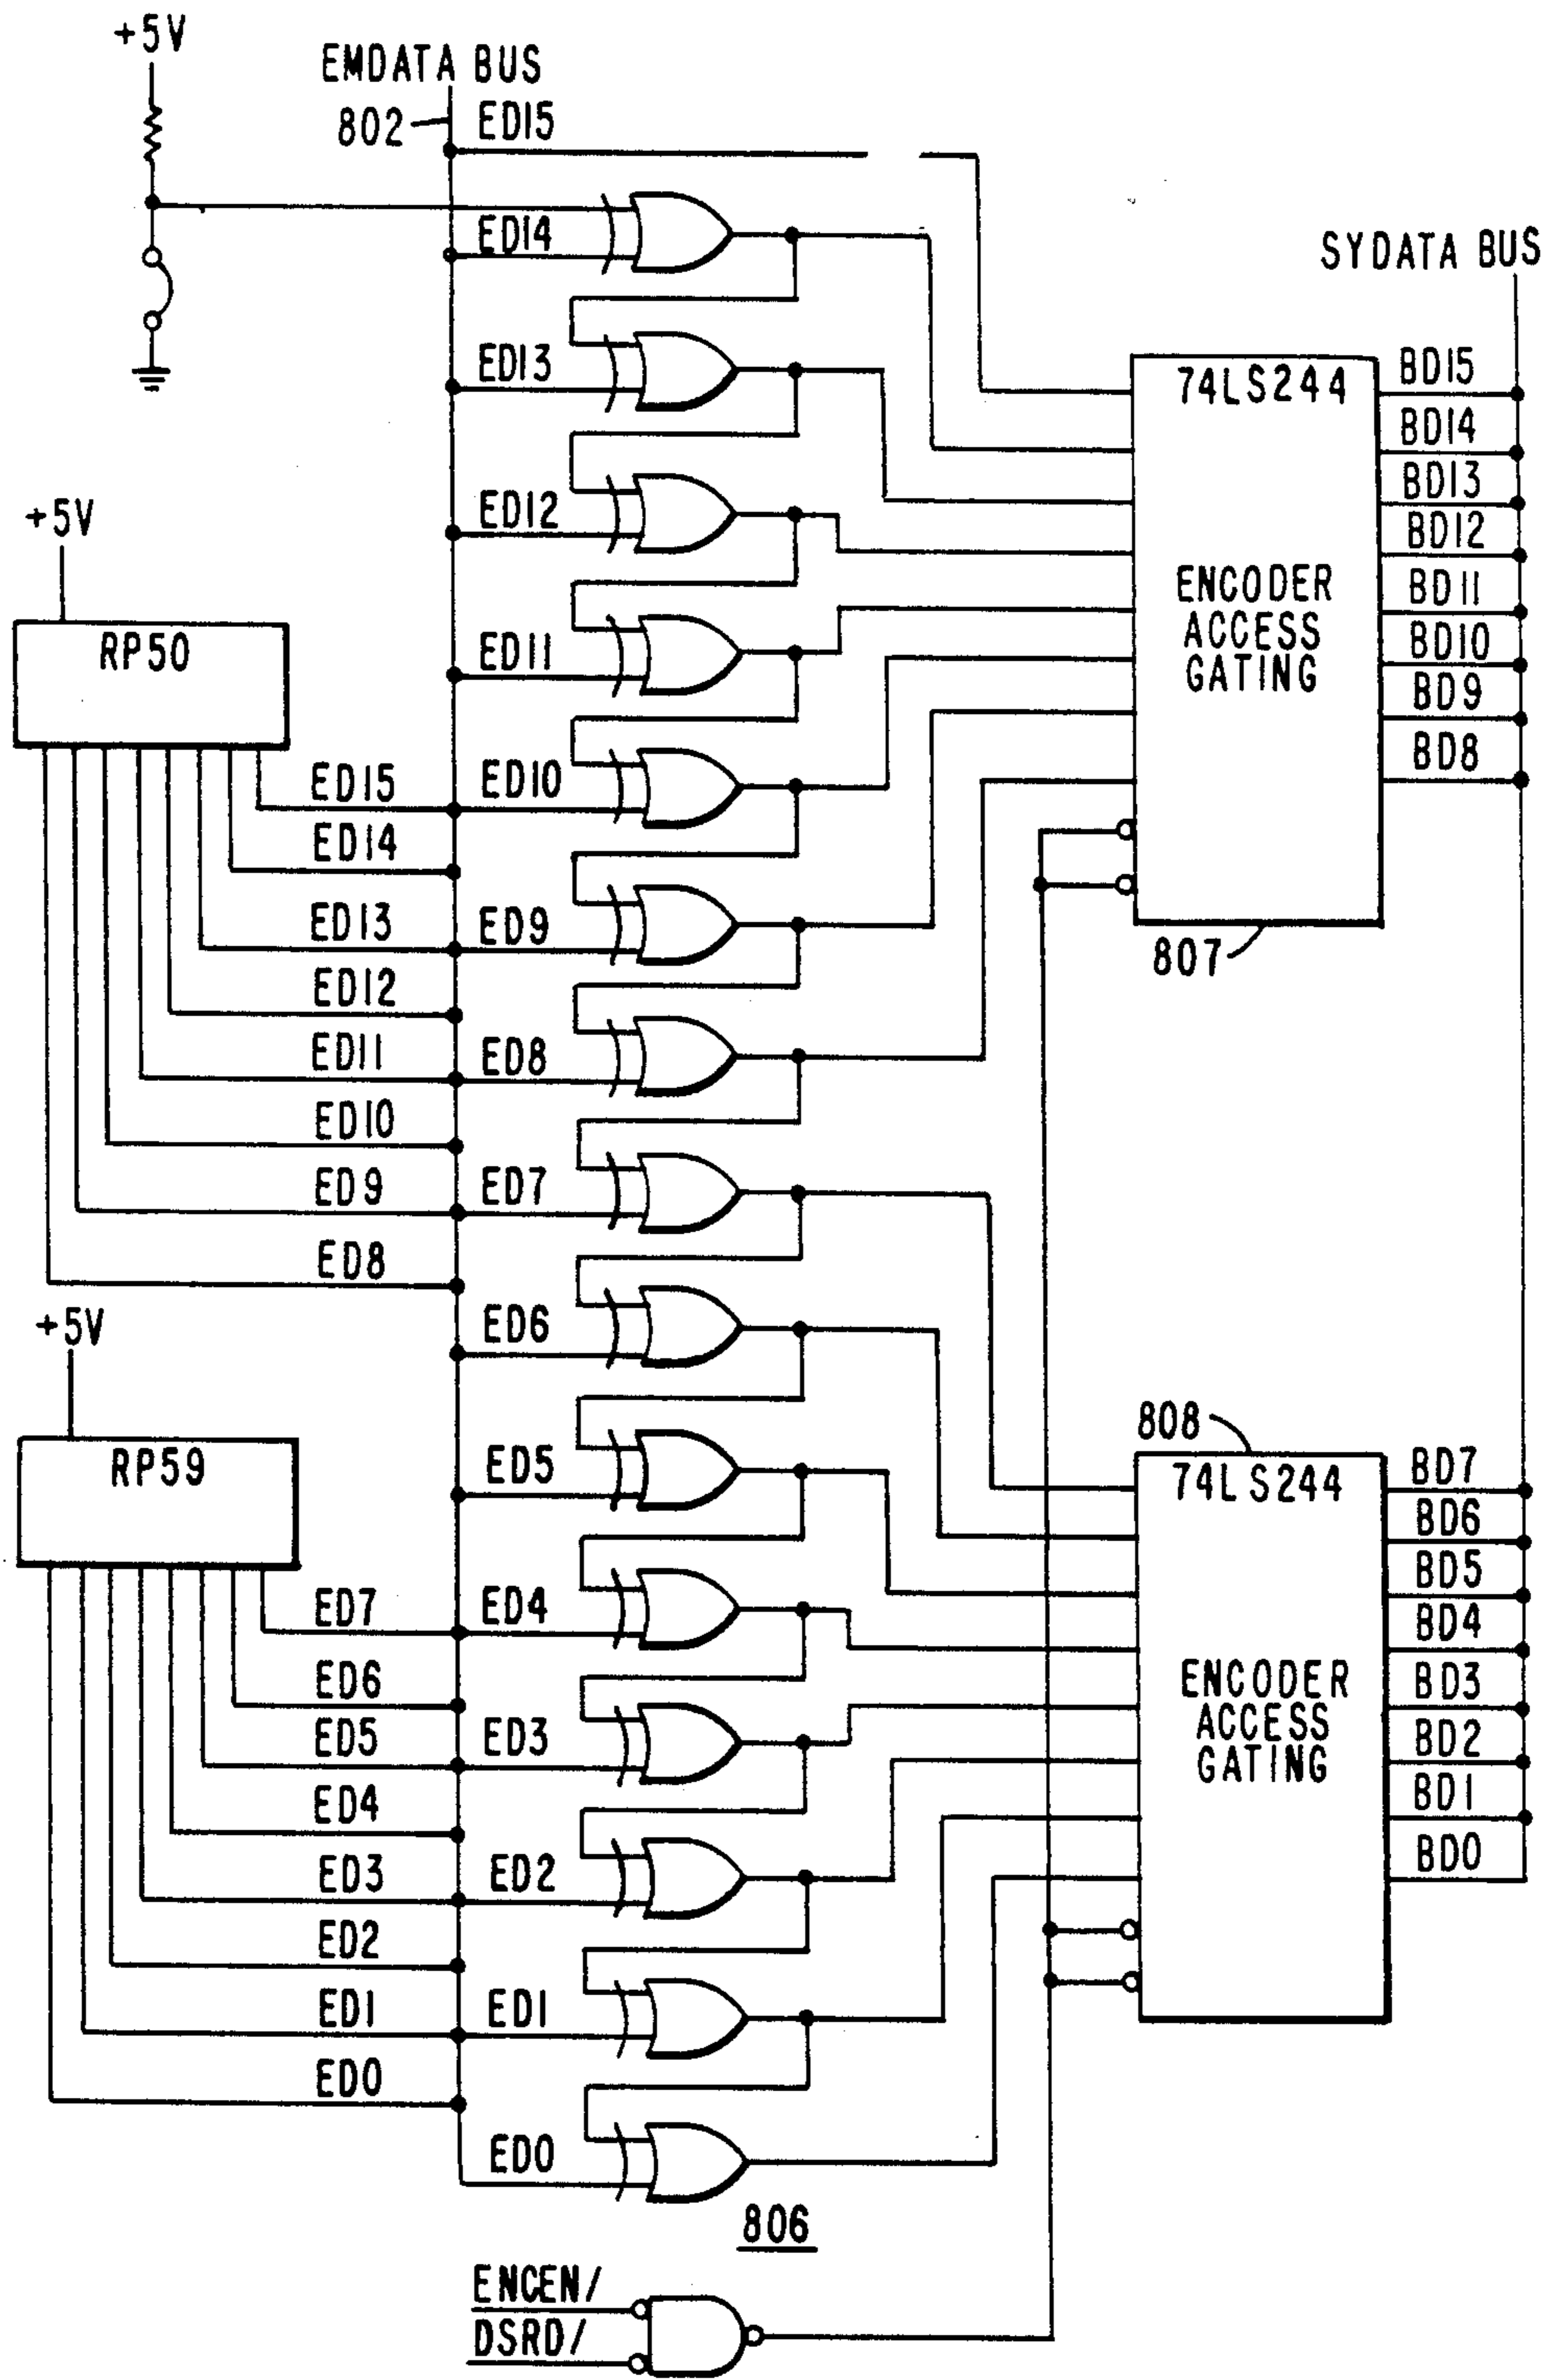 +5V
EMDATA BUS
802
ED15
ED14
SYDATA BUS
ED13
74LS244
BD15
BD14
BD13
BD12
BD11
BD10
BD9
BD8
ED12
+5V
ENCODER
ACCESS
GATING
RP50
ED11
ED15
ED10
ED14
ED13
ED9
807
ED12
ED11
ED8
ED10
ED9
ED7
ED8
+5V
ED6
808
RP59
ED5
74LS244
BD7
BD6
BD5
BD4
BD3
BD2
BD1
BD0
ED7
ED4
ENCODER
ACCESS
GATING
ED6
ED5
ED3
ED4
ED3
ED2
ED2
ED1
ED1
ED0
ED0
806
ENCEN/
DSRD/